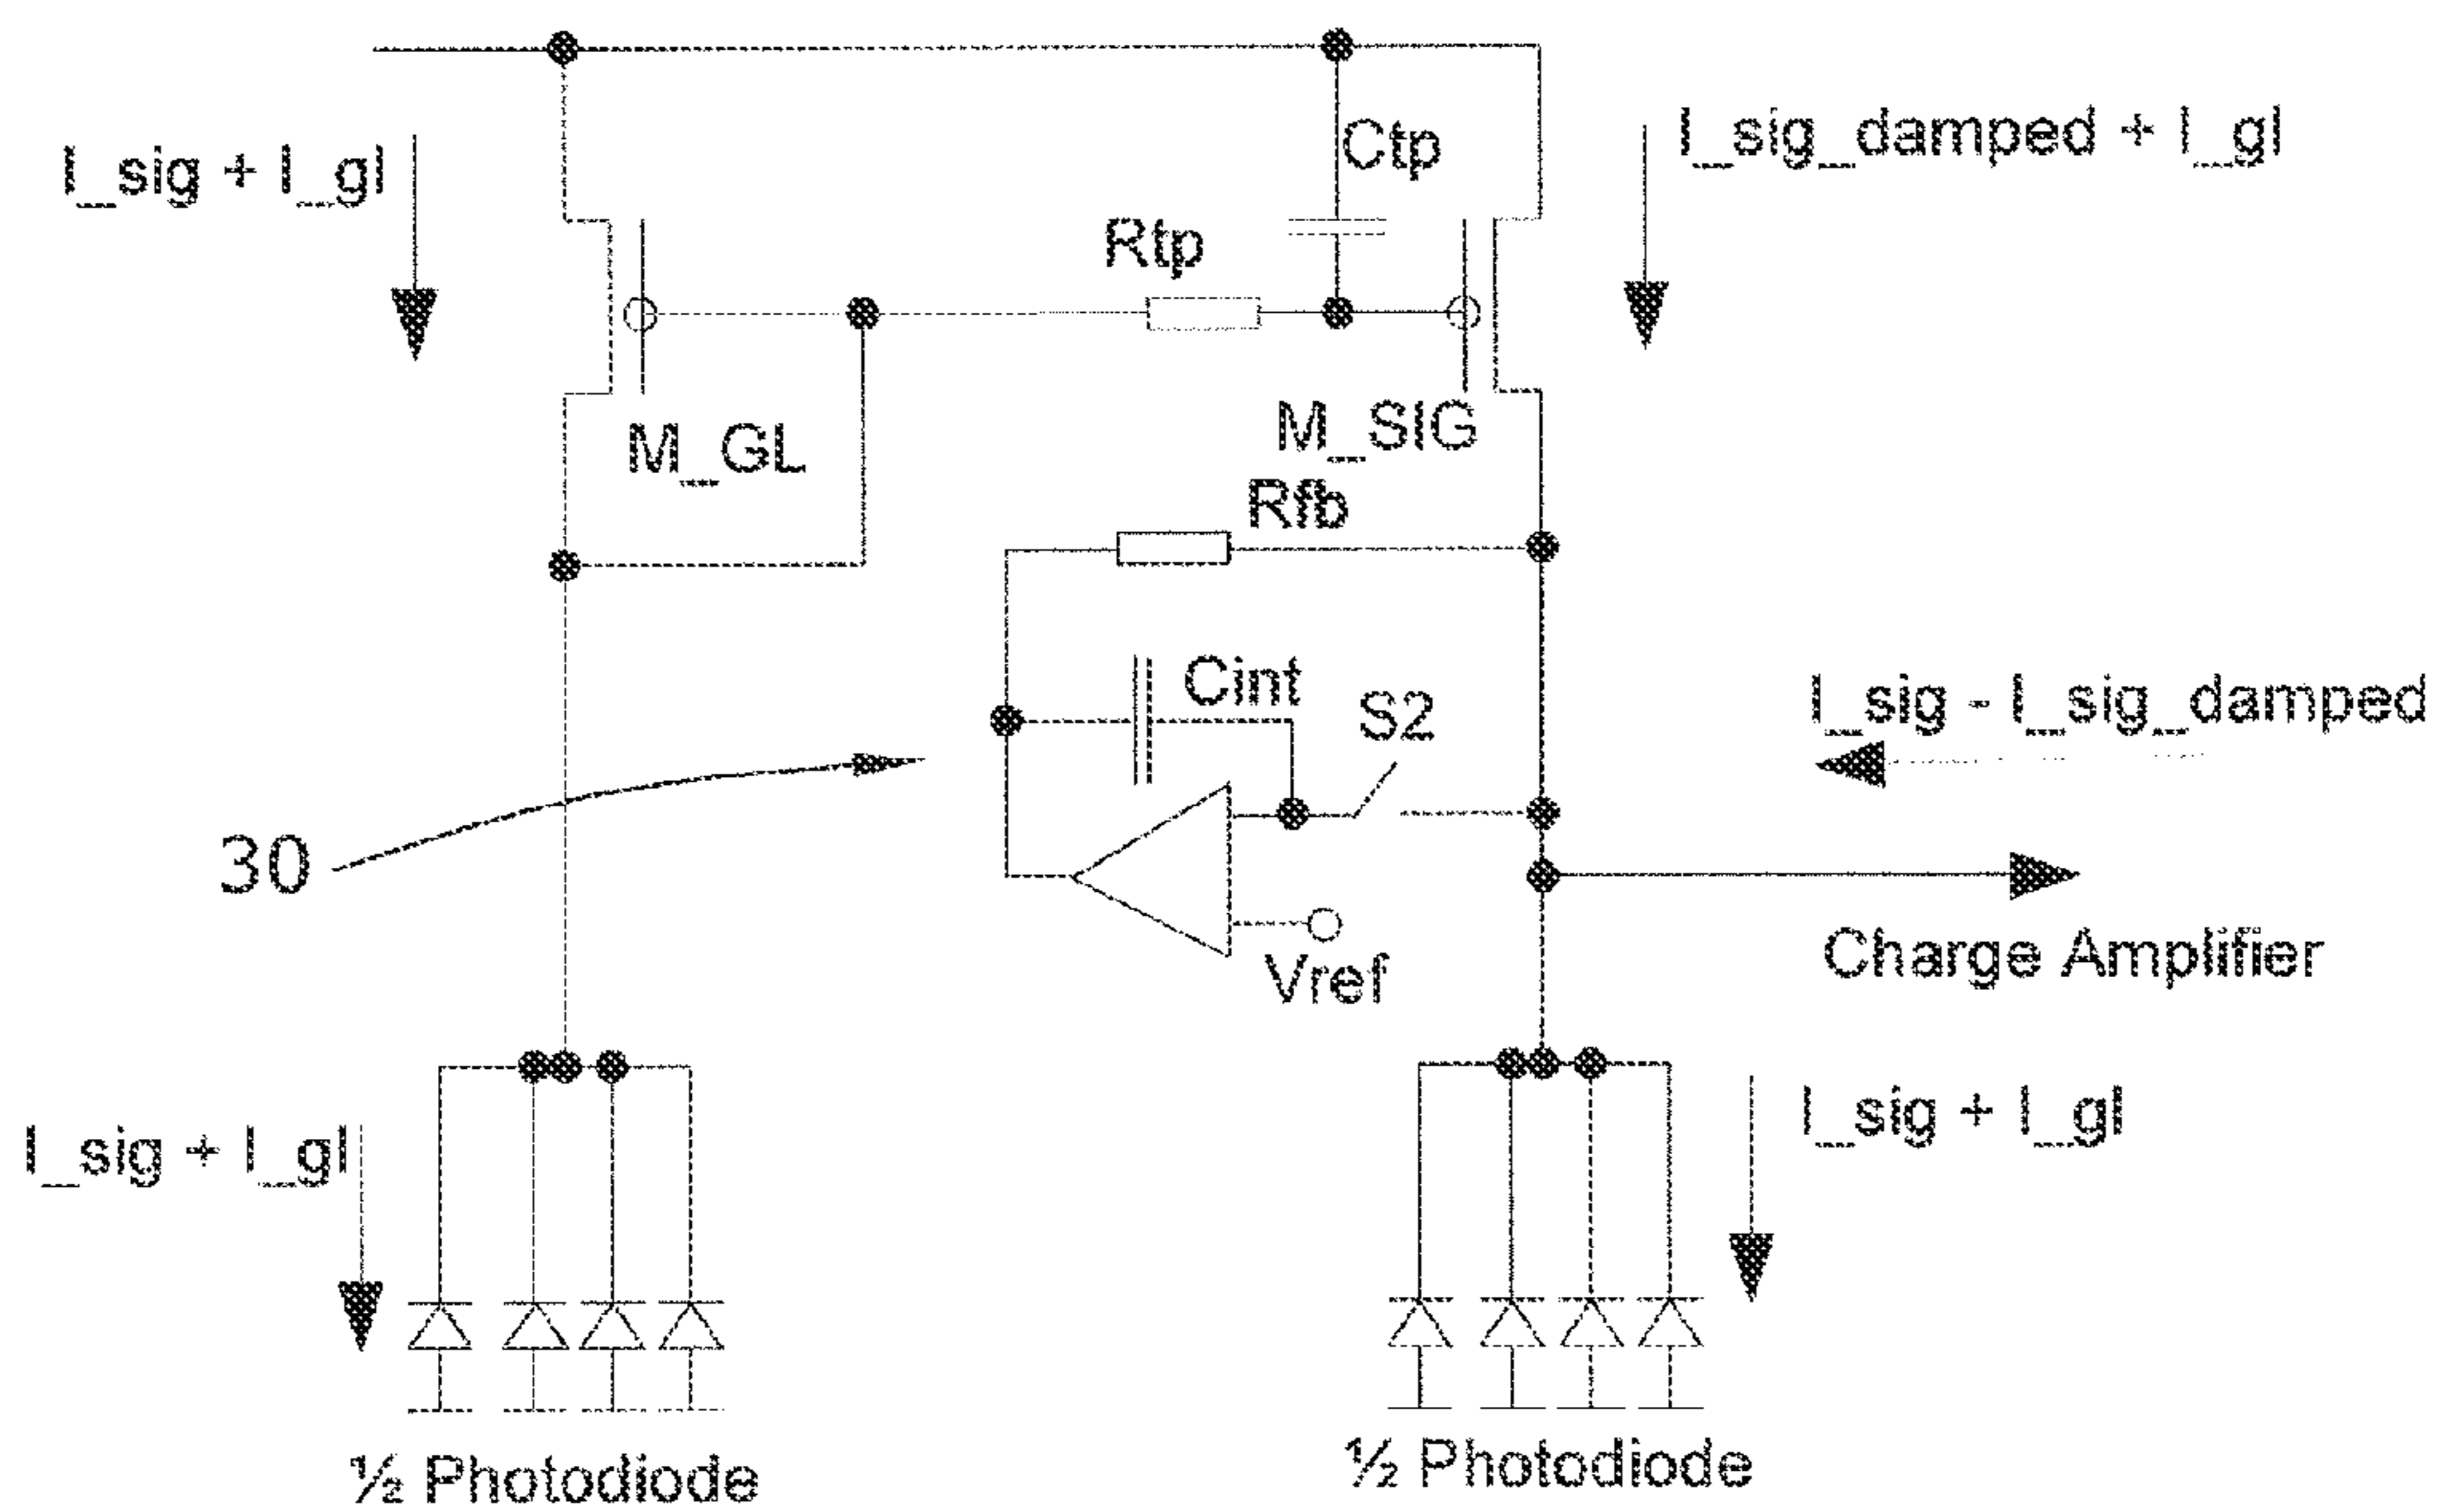 I_sig + I_gl
Ctp
I_sig_damped + I_gl
Rtp
M_GL
M_SIG
Rfb
Cint
S2
I_sig - I_sig_damped
30
Vref
Charge Amplifier
I_sig + I_gl
I_sig + I_gl
½ Photodiode
½ Photodiode